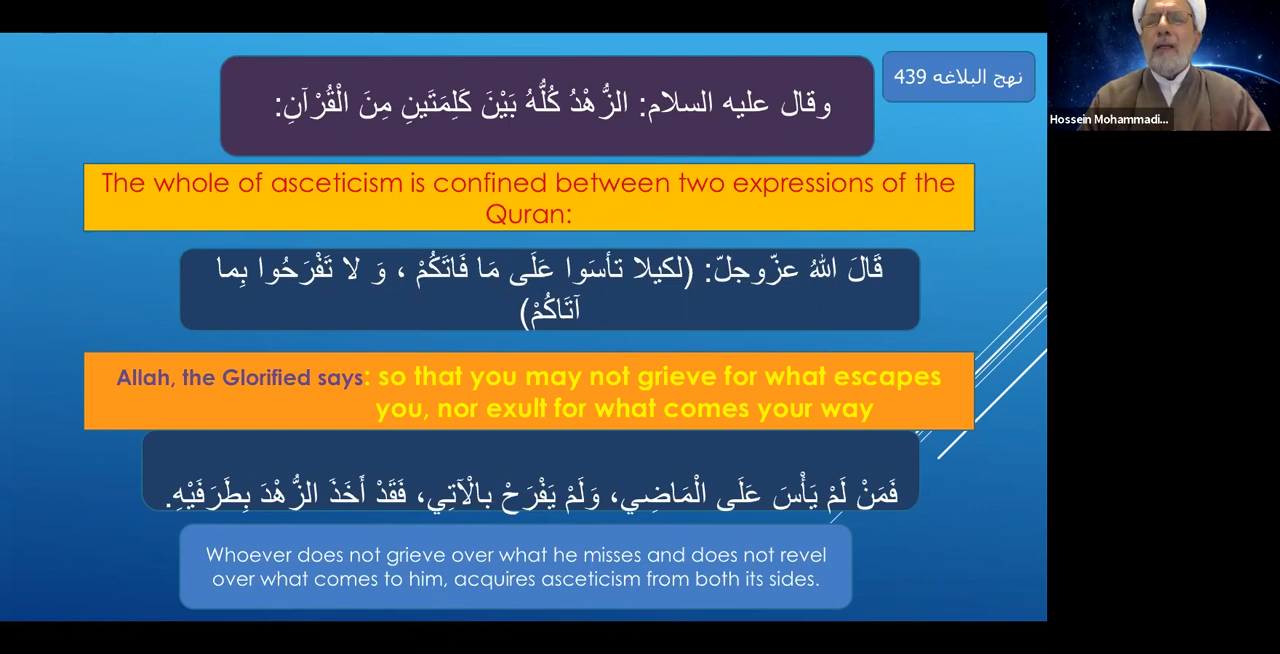 نهج البلاغه 439
وقال عليه السلام: الزُّهْدُ كُلُّهُ بَيْنَ كَلِمَتَينِ مِنَ الْقُرْآنِ:
The whole of asceticism is confined between two expressions of the
Quran:
قَالَ اللهُ عزّوجلّ: (لكيلا تأسَوا عَلَى مَا فَاتَكُمْ ، وَ لا تَفْرَحُوا بِما
آتَاكُمْ)
Allah, the Glorified says: so that you may not grieve for what escapes
you, nor exult for what comes your way
فَمَنْ لَمْ يَأْسَ عَلَى الْمَاضِي، وَلَمْ يَفْرَحْ بالْآتِي، فَقَدْ أَخَذَ الزُّهْدَ بِطَرَفَيْهِ.
Whoever does not grieve over what he misses and does not revel
over what comes to him, acquires asceticism from both its sides.
Hossein Mohammadi...